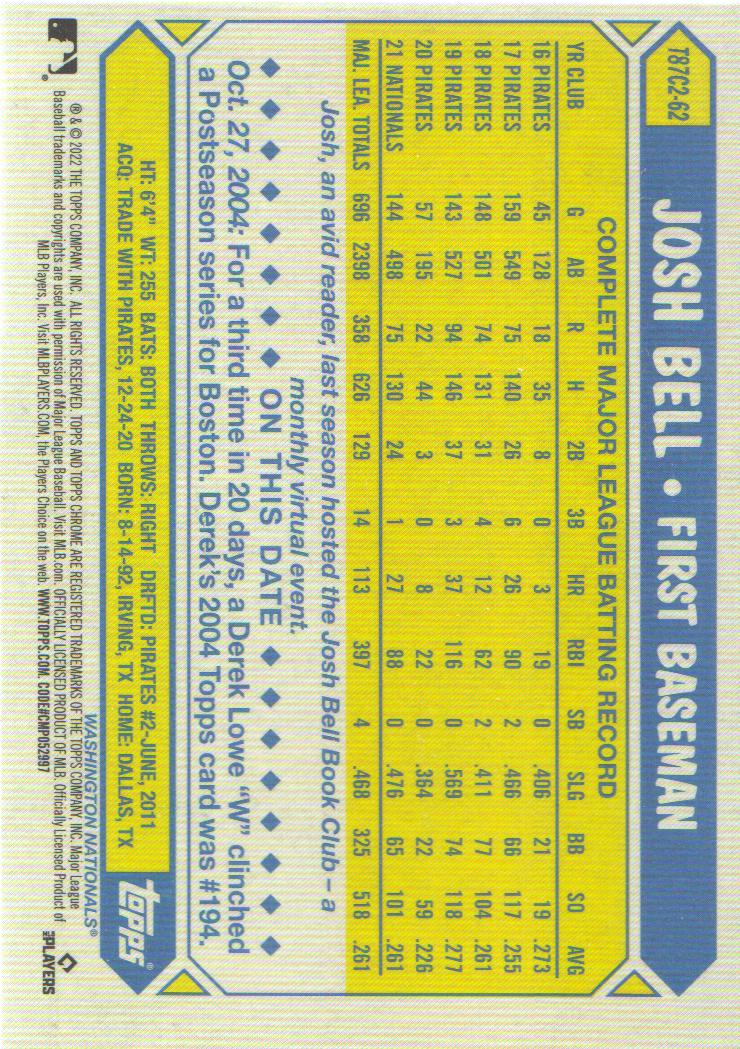 T87C2-62
JOSH BELL • FIRST BASEMAN
COMPLETE MAJOR LEAGUE BATTING RECORD
YR CLUB G AB R H 2B 3B HR RBI SB SLG BB SO AVG
16 PIRATES 45 128 18 35 8 0 3 19 0 .406 21 19 .273
17 PIRATES 159 549 75 140 26 6 26 90 2 .466 66 117 .255
18 PIRATES 148 501 74 131 31 4 12 62 2 .411 77 104 .261
19 PIRATES 143 527 94 146 37 3 37 116 0 .569 74 118 .277
20 PIRATES 57 195 22 44 3 0 8 22 0 .364 22 59 .226
21 NATIONALS 144 498 75 130 24 1 27 88 0 .476 65 101 .261
MAJ. LEA. TOTALS 696 2398 358 626 129 14 113 397 4 .468 325 518 .261
Josh, an avid reader, last season hosted the Josh Bell Book Club – a
monthly virtual event.
◆ ◆ ◆ ◆ ◆ ◆ ◆ ◆ ON THIS DATE ◆ ◆ ◆ ◆ ◆ ◆ ◆ ◆
Oct. 27, 2004: For a third time in 20 days, a Derek Lowe “W” clinched
a Postseason series for Boston. Derek's 2004 Topps card was #194.
HT: 6'4" WT: 255 BATS: BOTH THROWS: RIGHT DRFTD: PIRATES #2-JUNE, 2011
ACQ: TRADE WITH PIRATES, 12-24-20 BORN: 8-14-92, IRVING, TX HOME: DALLAS, TX
topps®
WASHINGTON NATIONALS®
® & © 2022 THE TOPPS COMPANY, INC. ALL RIGHTS RESERVED. TOPPS AND TOPPS CHROME ARE REGISTERED TRADEMARKS OF THE TOPPS COMPANY, INC. Major League
Baseball trademarks and copyrights are used with permission of Major League Baseball. Visit MLB.com. OFFICIALLY LICENSED PRODUCT OF MLB. Officially Licensed Product of
MLB Players, Inc. Visit MLBPLAYERS.COM, the Players Choice on the web. WWW.TOPPS.COM. CODE#CMP052997
MLB PLAYERS